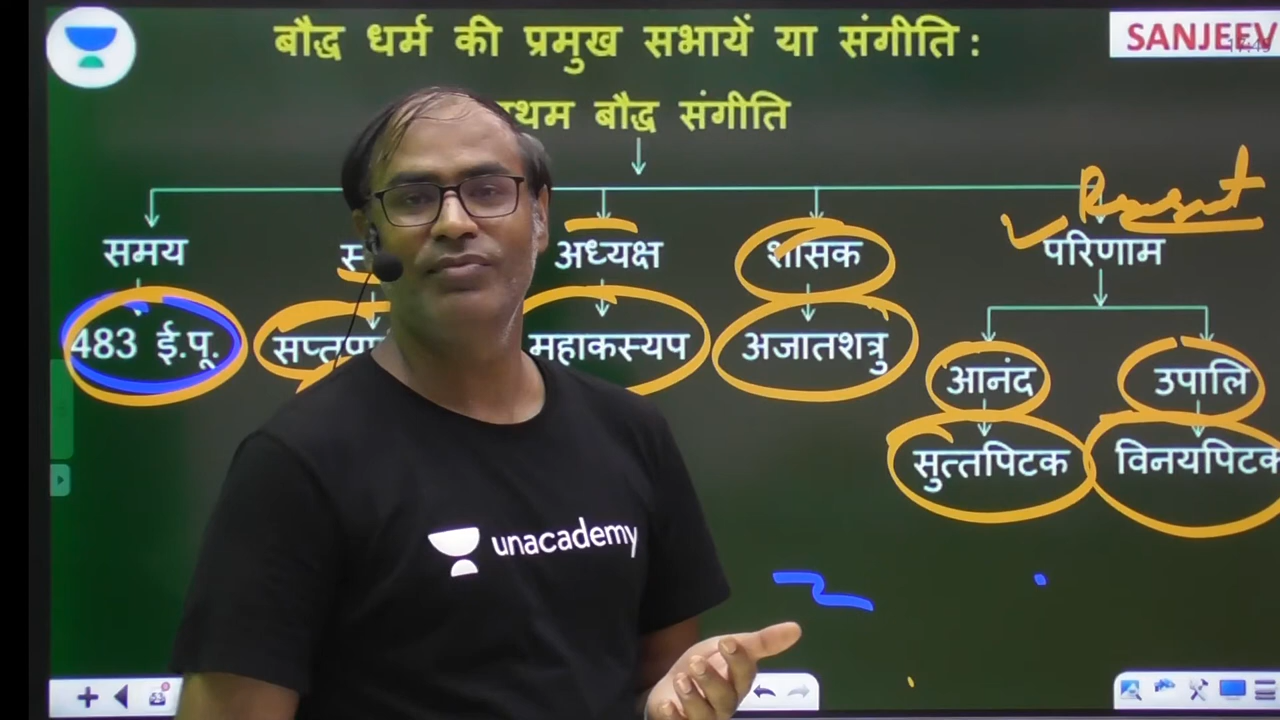 बौद्ध धर्म की प्रमुख सभायें या संगीति :
SANJEEV
थम बौद्ध संगीति
समय
अध्यक्ष
शासक
परिणाम
483 ई.पू.
महाकस्यप
अजातशत्रु
आनंद
उपालि
सुत्तपिटक
विनयपिटक
unacademy